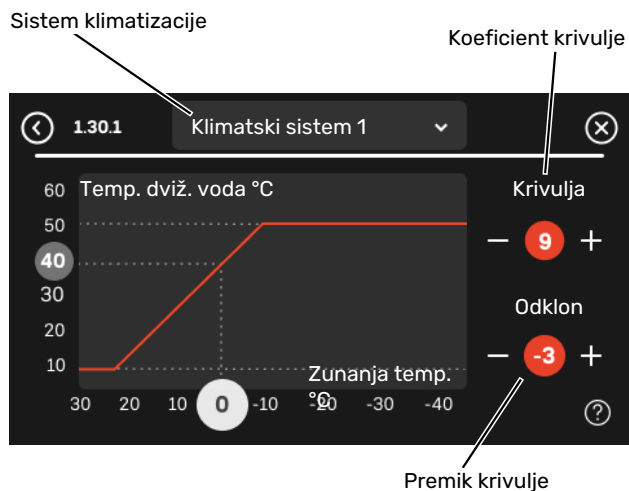 Sistem klimatizacije
Koeficient krivulje
1.30.1
Klimatski sistem 1
Temp. dviž. voda °C
60
50
40
30
20
10
Krivulja
9
Odklon
-3
Zunanja temp.
°C
30 20 10 0 -10 -20 -30 -40
?
Premik krivulje